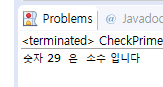 Problems @ Javadoc
<terminated> CheckPrime
숫자 29 은 소수 입니다